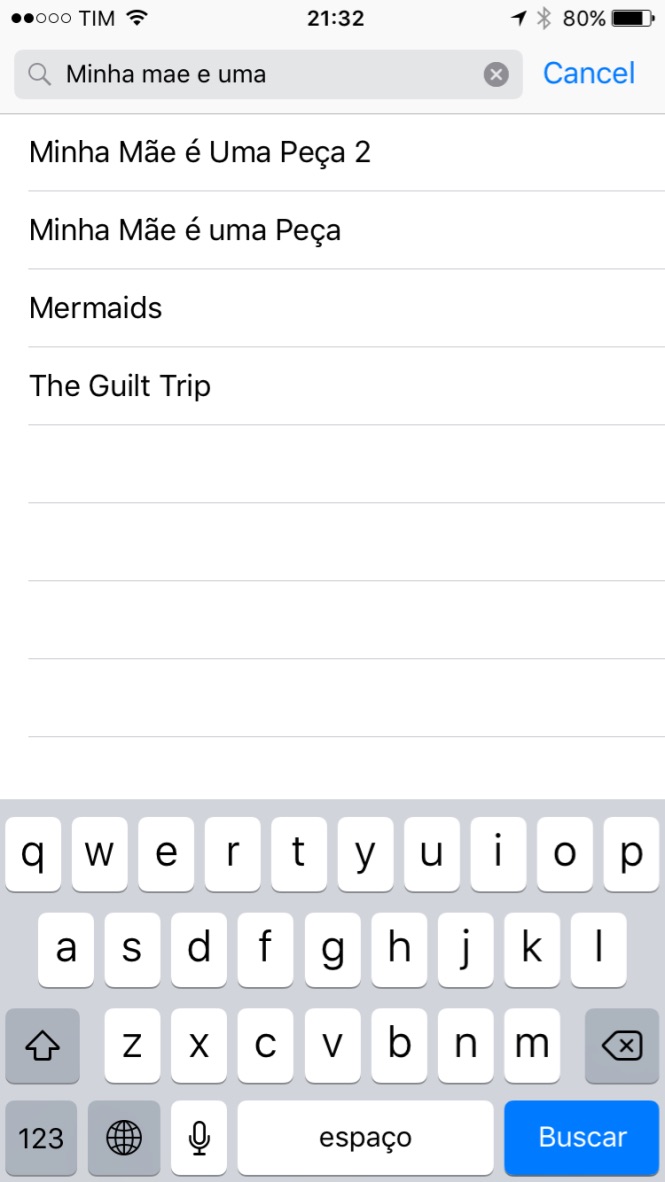 TIM 21:32 80%
Minha mae e uma Cancel
Minha Mãe é Uma Peça 2
Minha Mãe é uma Peça
Mermaids
The Guilt Trip
q w e r t y u i o p
a s d f g h j k l
z x c v b n m
123 espaço Buscar